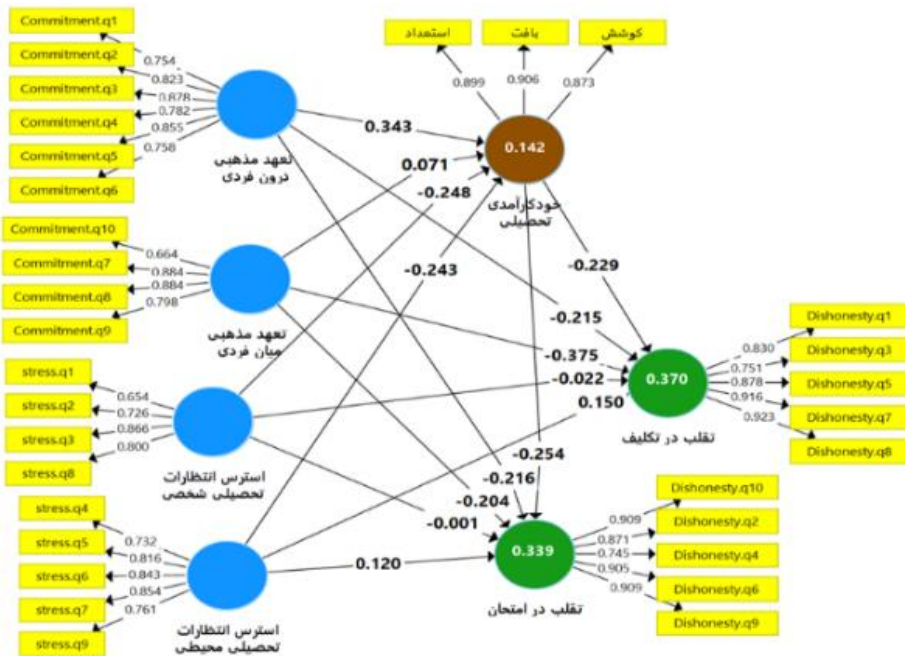 Commitment.q1
0.754
Commitment.q2
0.823
Commitment.q3
0.878
Commitment.q4
0.782
Commitment.q5
0.855
Commitment.q6
0.758
تعهد مذهبی
درون فردی
استعداد
بافت
کوشش
0.899
0.906
0.873
0.142
خودکارآمدی
تحصیلی
0.343
0.071
-0.248
-0.243
-0.229
Commitment.q10
0.664
Commitment.q7
0.884
Commitment.q8
0.884
Commitment.q9
0.798
تعهد مذهبی
میان فردی
-0.215
-0.375
-0.022
0.150
stress.q1
0.654
stress.q2
0.726
stress.q3
0.866
stress.q8
0.800
استرس انتظارات
تحصیلی شخصی
0.370
تقلب در تکلیف
Dishonesty.q1
0.830
Dishonesty.q3
0.751
Dishonesty.q5
0.878
Dishonesty.q7
0.916
Dishonesty.q8
0.923
-0.254
-0.216
-0.204
-0.001
0.120
stress.q4
0.732
stress.q5
0.816
stress.q6
0.843
stress.q7
0.854
stress.q9
0.761
استرس انتظارات
تحصیلی محیطی
0.339
تقلب در امتحان
Dishonesty.q10
0.909
Dishonesty.q2
0.871
Dishonesty.q4
0.745
Dishonesty.q6
0.905
Dishonesty.q9
0.909